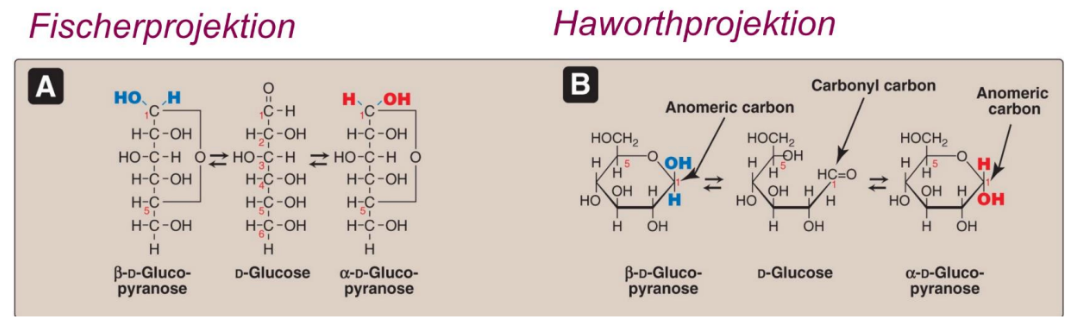 Fischerprojektion
Haworthprojektion
A
HO H
1C
H-C-OH
HO-C-H O
H-C-OH
H-C
5
H-C-OH
H
β-D-Gluco-
pyranose
O
1C-H
H-C-OH
2
HO-C-H
3
H-C-OH
4
H-C-OH
5
H-C-OH
6
H
D-Glucose
H OH
1C
H-C-OH
HO-C-H O
H-C-OH
H-C
5
H-C-OH
H
α-D-Gluco-
pyranose
B
Anomeric carbon
HOCH2
H 5 O OH
H 1
OH H
HO H
H OH
β-D-Gluco-
pyranose
Carbonyl carbon
HOCH2
H OH
H 5
HC=O
1
OH H
HO H
H OH
D-Glucose
Anomeric
carbon
HOCH2
H 5 O H
H 1
OH H
HO OH
H OH
α-D-Gluco-
pyranose